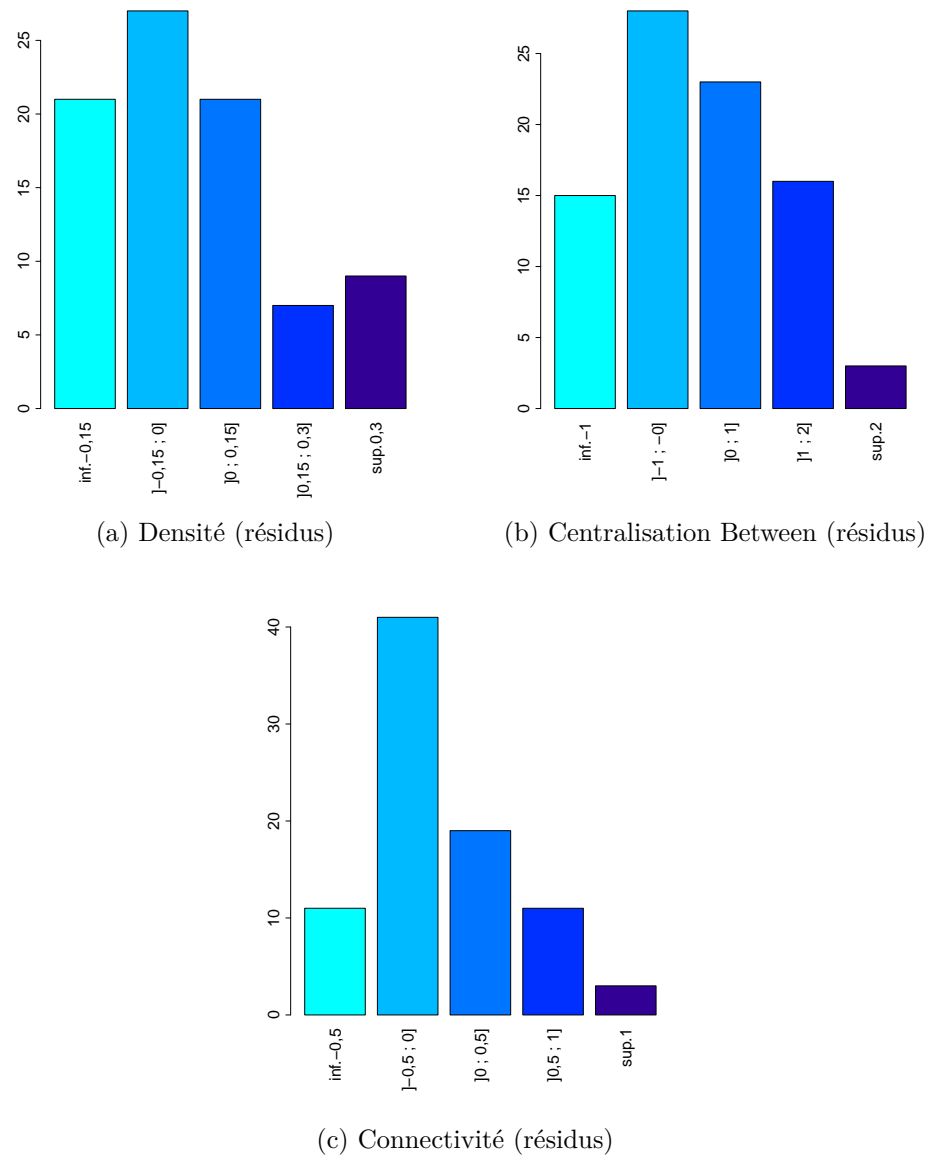 0 5 10 15 20 25
inf.−0,15
]−0,15 ; 0]
]0 ; 0,15]
]0,15 ; 0,3]
sup.0,3
(a) Densité (résidus)
0 5 10 15 20 25
inf.−1
]−1 ; −0]
]0 ; 1]
]1 ; 2]
sup.2
(b) Centralisation Between (résidus)
0 10 20 30 40
inf.−0,5
]−0,5 ; 0]
]0 ; 0,5]
]0,5 ; 1]
sup.1
(c) Connectivité (résidus)